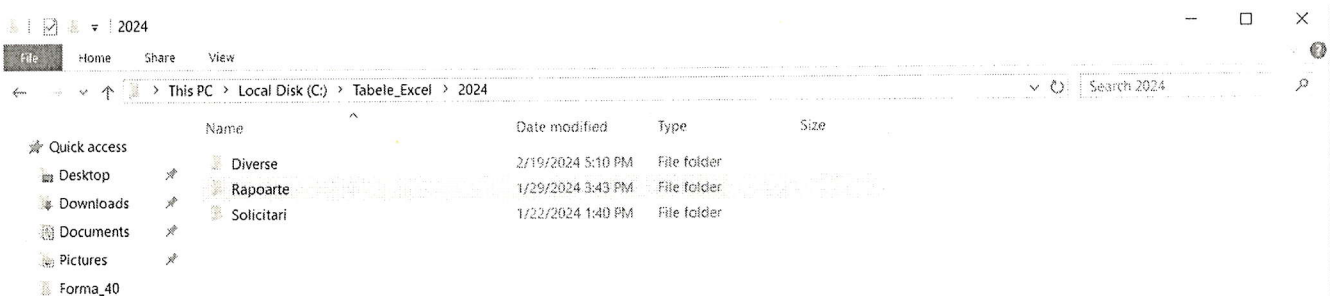 2024
File Home Share View
This PC > Local Disk (C:) > Tabele_Excel > 2024 Search 2024
Name Date modified Type Size
Quick access
Diverse 2/19/2024 5:10 PM File folder
Desktop
Rapoarte 1/29/2024 3:43 PM File folder
Downloads
Solicitari 1/22/2024 1:40 PM File folder
Documents
Pictures
Forma_40